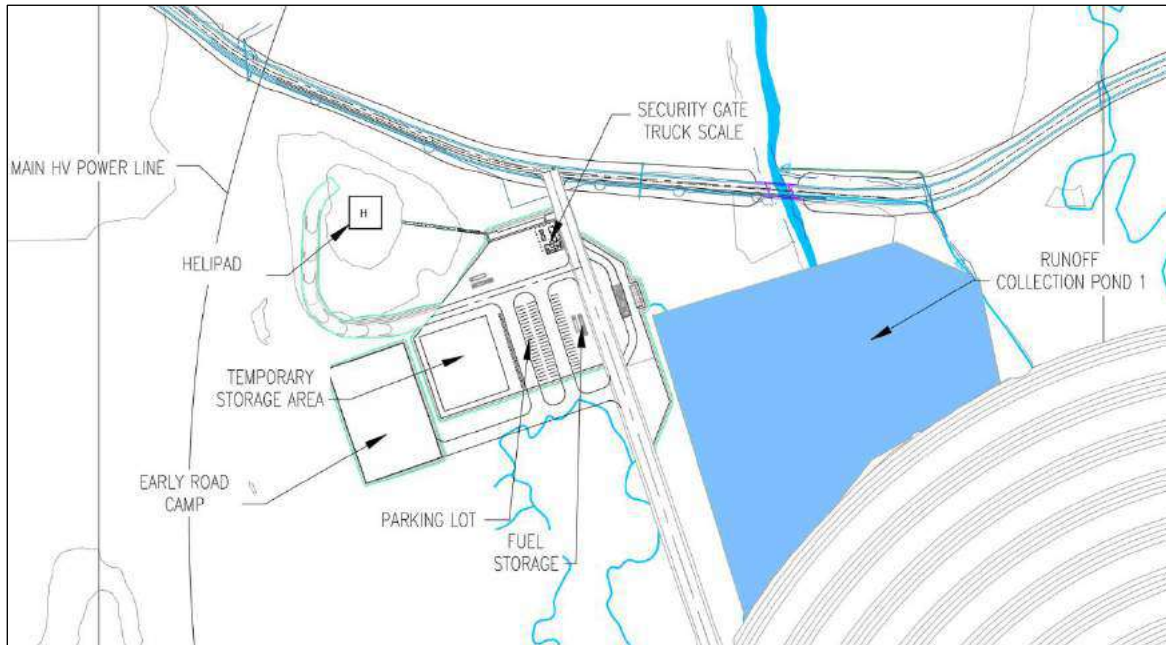 SECURITY GATE
TRUCK SCALE
MAIN HV POWER LINE
H
HELIPAD
RUNOFF
COLLECTION POND 1
TEMPORARY
STORAGE AREA
EARLY ROAD
CAMP
PARKING LOT
FUEL
STORAGE